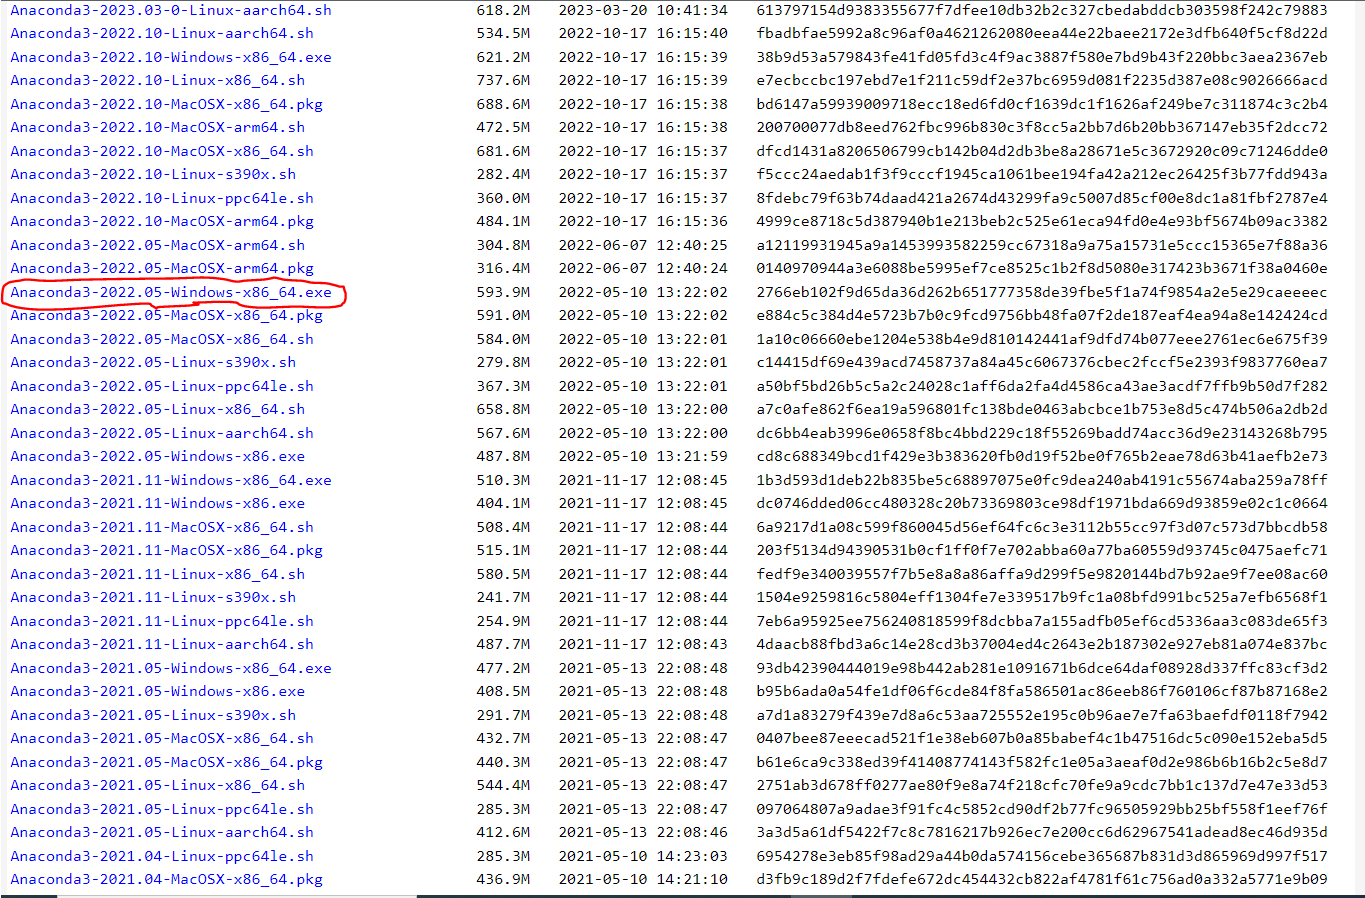 Anaconda3-2023.03-0-Linux-aarch64.sh 618.2M 2023-03-20 10:41:34 613797154d9383355677f7dfee10db32b2c327cbedabddcb303598f242c79883
Anaconda3-2022.10-Linux-aarch64.sh 534.5M 2022-10-17 16:15:40 fbadbfae5992a8c96af0a4621262080eea44e22baee2172e3dfb640f5cf8d22d
Anaconda3-2022.10-Windows-x86_64.exe 621.2M 2022-10-17 16:15:39 38b9d53a579843fe41fd05fd3c4f9ac3887f580e7bd9b43f220bbc3aea2367eb
Anaconda3-2022.10-Linux-x86_64.sh 737.6M 2022-10-17 16:15:39 e7ecbccbc197ebd7e1f211c59df2e37bc6959d081f2235d387e08c9026666acd
Anaconda3-2022.10-MacOSX-x86_64.pkg 688.6M 2022-10-17 16:15:38 bd6147a59939009718ecc18ed6fd0cf1639dc1f1626af249be7c311874c3c2b4
Anaconda3-2022.10-MacOSX-arm64.sh 472.5M 2022-10-17 16:15:38 200700077db8eed762fbc996b830c3f8cc5a2bb7d6b20bb367147eb35f2dcc72
Anaconda3-2022.10-MacOSX-x86_64.sh 681.6M 2022-10-17 16:15:37 dfcd1431a8206506799cb142b04d2db3be8a28671e5c3672920c09c71246dde0
Anaconda3-2022.10-Linux-s390x.sh 282.4M 2022-10-17 16:15:37 f5ccc24aedab1f3f9cccf1945ca1061bee194fa42a212ec26425f3b77fdd943a
Anaconda3-2022.10-Linux-ppc64le.sh 360.0M 2022-10-17 16:15:37 8fdebc79f63b74daad421a2674d43299fa9c5007d85cf00e8dc1a81fbf2787e4
Anaconda3-2022.10-MacOSX-arm64.pkg 484.1M 2022-10-17 16:15:36 4999ce8718c5d387940b1e213beb2c525e61eca94fd0e4e93bf5674b09ac3382
Anaconda3-2022.05-MacOSX-arm64.sh 304.8M 2022-06-07 12:40:25 a12119931945a9a1453993582259cc67318a9a75a15731e5ccc15365e7f88a36
Anaconda3-2022.05-MacOSX-arm64.pkg 316.4M 2022-06-07 12:40:24 0140970944a3e6088be5995ef7ce8525c1b2f8d5080e317423b3671f38a0460e
Anaconda3-2022.05-Windows-x86_64.exe 593.9M 2022-05-10 13:22:02 2766eb102f9d65da36d262b651777358de39fbe5f1a74f9854a2e5e29caeeeec
Anaconda3-2022.05-MacOSX-x86_64.pkg 591.0M 2022-05-10 13:22:02 e884c5c384d4e5723b7b0c9fcd9756bb48fa07f2de187eaf4ea94a8e142424cd
Anaconda3-2022.05-MacOSX-x86_64.sh 584.0M 2022-05-10 13:22:01 1a10c06660ebe1204e538b4e9d810142441af9dfd74b077eee2761ec6e675f39
Anaconda3-2022.05-Linux-s390x.sh 279.8M 2022-05-10 13:22:01 c14415df69e439acd7458737a84a45c6067376cbec2fccf5e2393f9837760ea7
Anaconda3-2022.05-Linux-ppc64le.sh 367.3M 2022-05-10 13:22:01 a50bf5bd26b5c5a2c24028c1aff6da2fa4d4586ca43ae3acdf7ffb9b50d7f282
Anaconda3-2022.05-Linux-x86_64.sh 658.8M 2022-05-10 13:22:00 a7c0afe862f6ea19a596801fc138bde0463abcbce1b753e8d5c474b506a2db2d
Anaconda3-2022.05-Linux-aarch64.sh 567.6M 2022-05-10 13:22:00 dc6bb4eab3996e0658f8bc4bbd229c18f55269badd74acc36d9e23143268b795
Anaconda3-2022.05-Windows-x86.exe 487.8M 2022-05-10 13:21:59 cd8c688349bcd1f429e3b383620fb0d19f52be0f765b2eae78d63b41aefb2e73
Anaconda3-2021.11-Windows-x86_64.exe 510.3M 2021-11-17 12:08:45 1b3d593d1deb22b835be5c68897075e0fc9dea240ab4191c55674aba259a78ff
Anaconda3-2021.11-Windows-x86.exe 404.1M 2021-11-17 12:08:45 dc0746dded06cc480328c20b73369803ce98df1971bda669d93859e02c1c0664
Anaconda3-2021.11-MacOSX-x86_64.sh 508.4M 2021-11-17 12:08:44 6a9217d1a08c599f860045d56ef64fc6c3e3112b55cc97f3d07c573d7bbcdb58
Anaconda3-2021.11-MacOSX-x86_64.pkg 515.1M 2021-11-17 12:08:44 203f5134d94390531b0cf1ff0f7e702abba60a77ba60559d93745c0475aefc71
Anaconda3-2021.11-Linux-x86_64.sh 580.5M 2021-11-17 12:08:44 fedf9e340039557f7b5e8a8a86affa9d299f5e9820144bd7b92ae9f7ee08ac60
Anaconda3-2021.11-Linux-s390x.sh 241.7M 2021-11-17 12:08:44 1504e9259816c5804eff1304fe7e339517b9fc1a08bfd991bc525a7efb6568f1
Anaconda3-2021.11-Linux-ppc64le.sh 254.9M 2021-11-17 12:08:44 7eb6a95925ee756240818599f8dcbba7a155adfb05ef6cd5336aa3c083de65f3
Anaconda3-2021.11-Linux-aarch64.sh 487.7M 2021-11-17 12:08:43 4daacb88fbd3a6c14e28cd3b37004ed4c2643e2b187302e927eb81a074e837bc
Anaconda3-2021.05-Windows-x86_64.exe 477.2M 2021-05-13 22:08:48 93db42390444019e98b442ab281e1091671b6dce64daf08928d337ffc83cf3d2
Anaconda3-2021.05-Windows-x86.exe 408.5M 2021-05-13 22:08:48 b95b6ada0a54fe1df06f6cde84f8fa586501ac86eeb86f760106cf87b87168e2
Anaconda3-2021.05-Linux-s390x.sh 291.7M 2021-05-13 22:08:48 a7d1a83279f439e7d8a6c53aa725552e195c0b96ae7e7fa63baefdf0118f7942
Anaconda3-2021.05-MacOSX-x86_64.sh 432.7M 2021-05-13 22:08:47 0407bee87eeecad521f1e38eb607b0a85babef4c1b47516dc5c090e152eba5d5
Anaconda3-2021.05-MacOSX-x86_64.pkg 440.3M 2021-05-13 22:08:47 b61e6ca9c338ed39f41408774143f582fc1e05a3aeaf0d2e986b6b16b2c5e8d7
Anaconda3-2021.05-Linux-x86_64.sh 544.4M 2021-05-13 22:08:47 2751ab3d678ff0277ae80f9e8a74f218cfc70fe9a9cdc7bb1c137d7e47e33d53
Anaconda3-2021.05-Linux-ppc64le.sh 285.3M 2021-05-13 22:08:47 097064807a9adae3f91fc4c5852cd90df2b77fc96505929bb25bf558f1eef76f
Anaconda3-2021.05-Linux-aarch64.sh 412.6M 2021-05-13 22:08:46 3a3d5a61df5422f7c8c7816217b926ec7e200cc6d62967541adead8ec46d935d
Anaconda3-2021.04-Linux-ppc64le.sh 285.3M 2021-05-10 14:23:03 6954278e3eb85f98ad29a44b0da574156cebe365687b831d3d865969d997f517
Anaconda3-2021.04-MacOSX-x86_64.pkg 436.9M 2021-05-10 14:21:10 d3fb9c189d2f7fdefe672dc454432cb822af4781f61c756ad0a332a5771e9b09